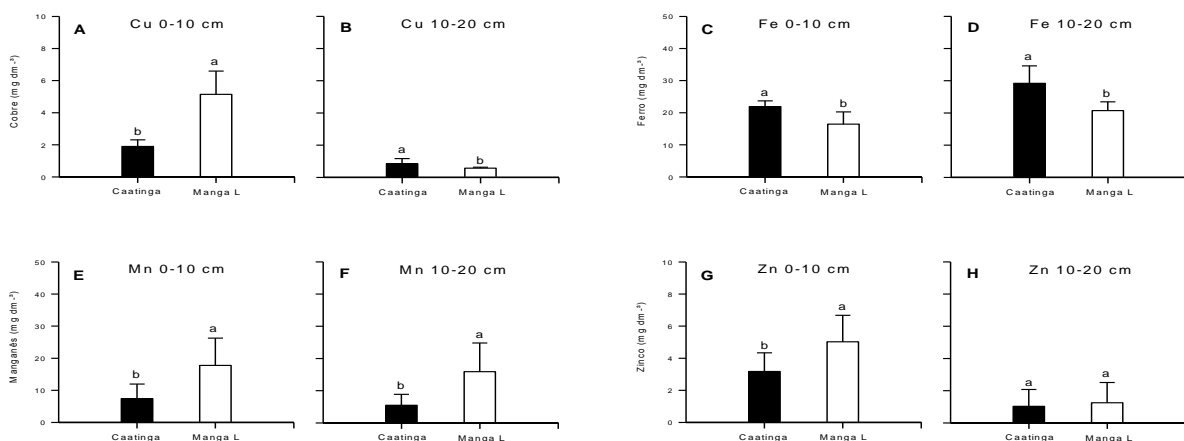 A
Cu 0-10 cm
Cobre (mg dm-³)
10
8
6
4
2
0
b
a
Caatinga
Manga L
B
Cu 10-20 cm
a
b
Caatinga
Manga L
C
Fe 0-10 cm
Ferro (mg dm-³)
50
40
30
20
10
0
a
b
Caatinga
Manga L
D
Fe 10-20 cm
a
b
Caatinga
Manga L
E
Mn 0-10 cm
Manganês (mg dm-³)
50
40
30
20
10
0
b
a
Caatinga
Manga L
F
Mn 10-20 cm
b
a
Caatinga
Manga L
G
Zn 0-10 cm
Zinco (mg dm-³)
10
8
6
4
2
0
b
a
Caatinga
Manga L
H
Zn 10-20 cm
a
a
Caatinga
Manga L